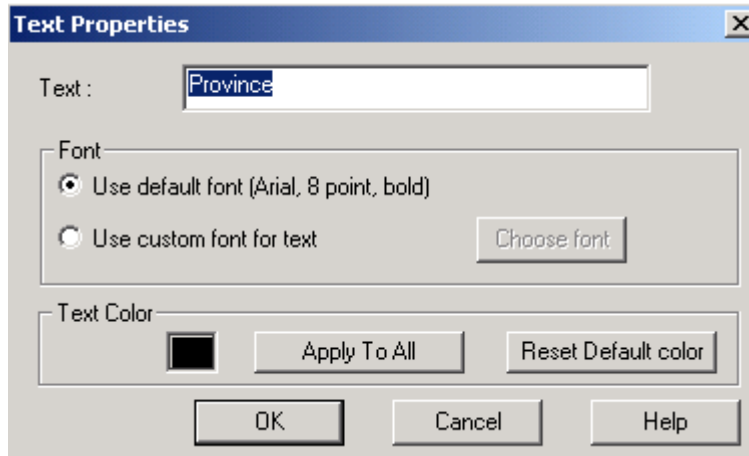 Text Properties
Text :
Province
Font
Use default font (Arial, 8 point, bold)
Use custom font for text
Choose font
Text Color
Apply To All
Reset Default color
OK
Cancel
Help